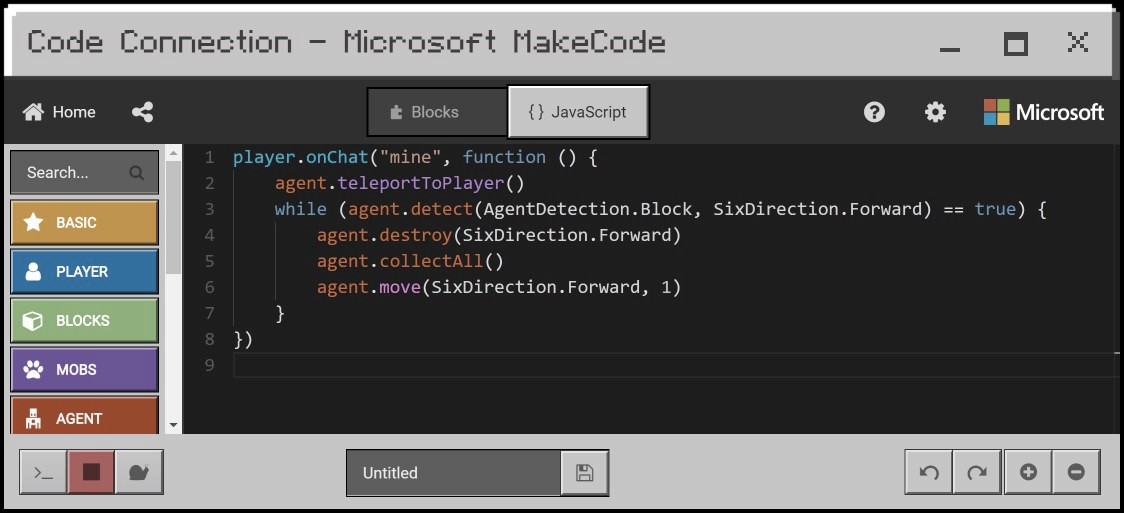 Code Connection - Microsoft MakeCode
Home
Blocks
{} JavaScript
Microsoft
Search...
BASIC
PLAYER
BLOCKS
MOBS
AGENT
1 player.onChat("mine", function () {
2     agent.teleportToPlayer()
3     while (agent.detect(AgentDetection.Block, SixDirection.Forward) == true) {
4         agent.destroy(SixDirection.Forward)
5         agent.collectAll()
6         agent.move(SixDirection.Forward, 1)
7     }
8 })
9
Untitled